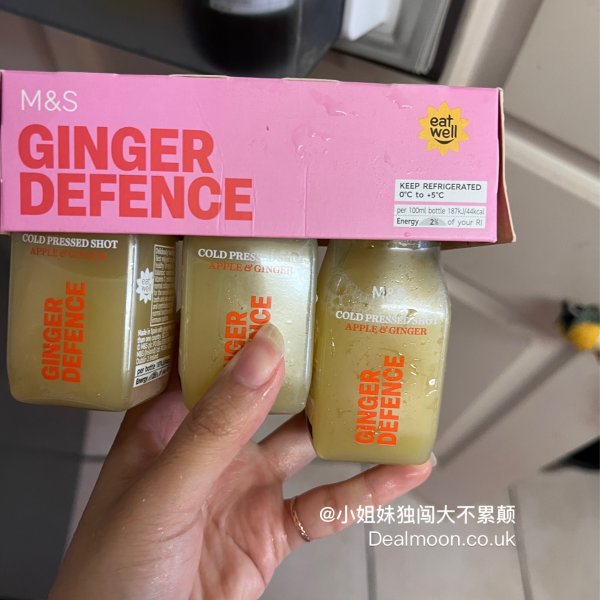 M&S
GINGER
DEFENCE
eat
well
KEEP REFRIGERATED
0°C to +5°C
per 100ml bottle 187kJ/44kcal
Energy 2% of your RI
COLD PRESSED SHOT
APPLE & GINGER
GINGER
DEFENCE
eat
well
COLD PRESSED SHOT
APPLE & GINGER
GINGER
DEFENCE
M&S
COLD PRESSED SHOT
APPLE & GINGER
GINGER
DEFENCE
@小姐妹独闯大不累颠
Dealmoon.co.uk